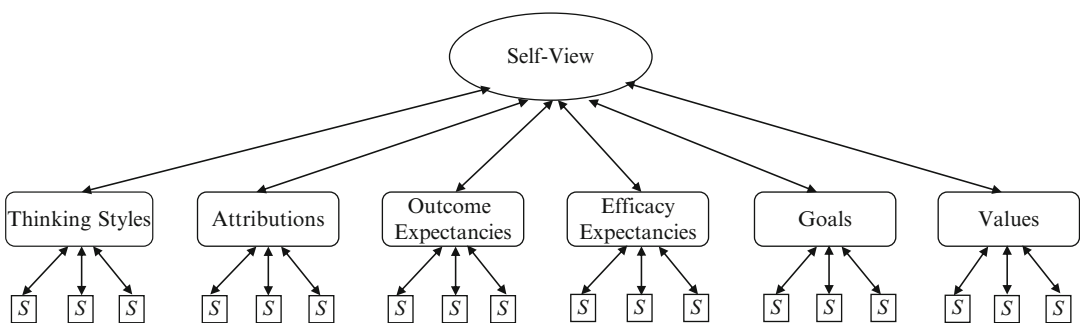 Self-View
Thinking Styles
Attributions
Outcome
Expectancies
Efficacy
Expectancies
Goals
Values
S S S S S S S S S S S S S S S S S S